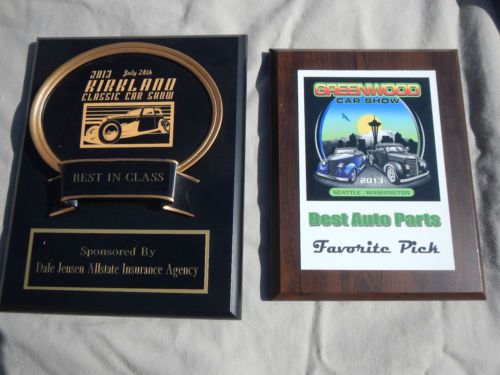 2013 July 28th
KIRKLAND
CLASSIC CAR SHOW
BEST IN CLASS
Sponsored By
Dale Jensen Allstate Insurance Agency
GREENWOOD
CAR SHOW
2013
SEATTLE, WASHINGTON
Best Auto Parts
Favorite Pick